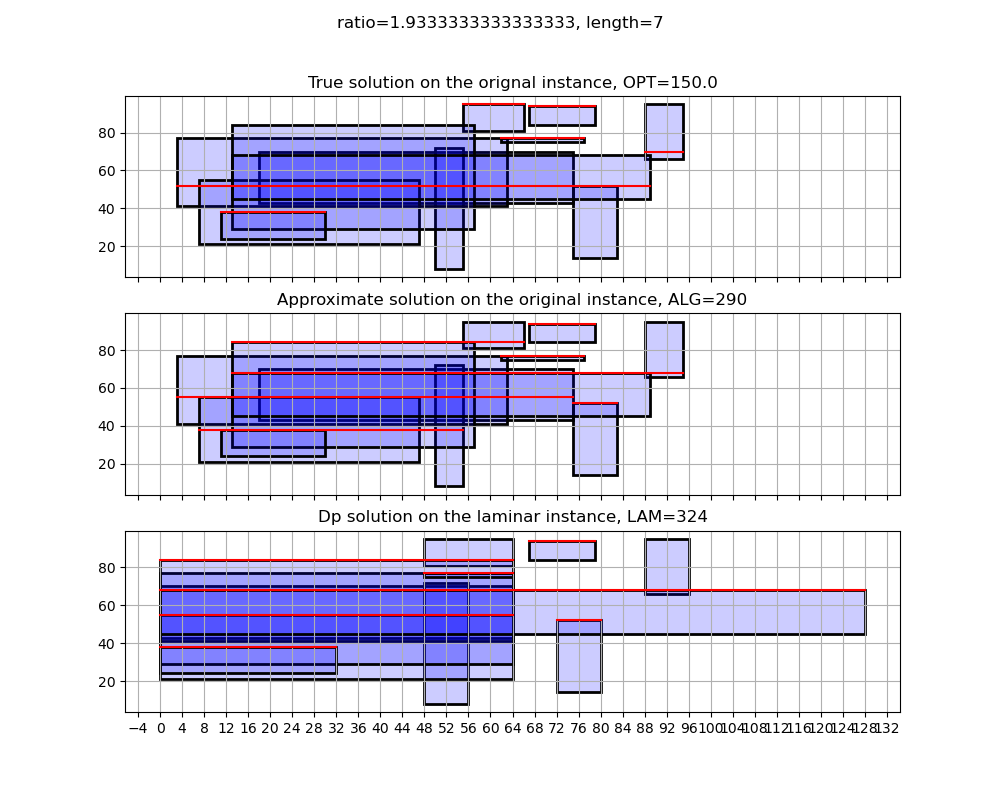 ratio=1.9333333333333333, length=7
True solution on the orignal instance, OPT=150.0
80
60
40
20
Approximate solution on the original instance, ALG=290
80
60
40
20
Dp solution on the laminar instance, LAM=324
80
60
40
20
−4 0 4 8 12 16 20 24 28 32 36 40 44 48 52 56 60 64 68 72 76 80 84 88 92 96 100 104 108 112 116 120 124 128 132